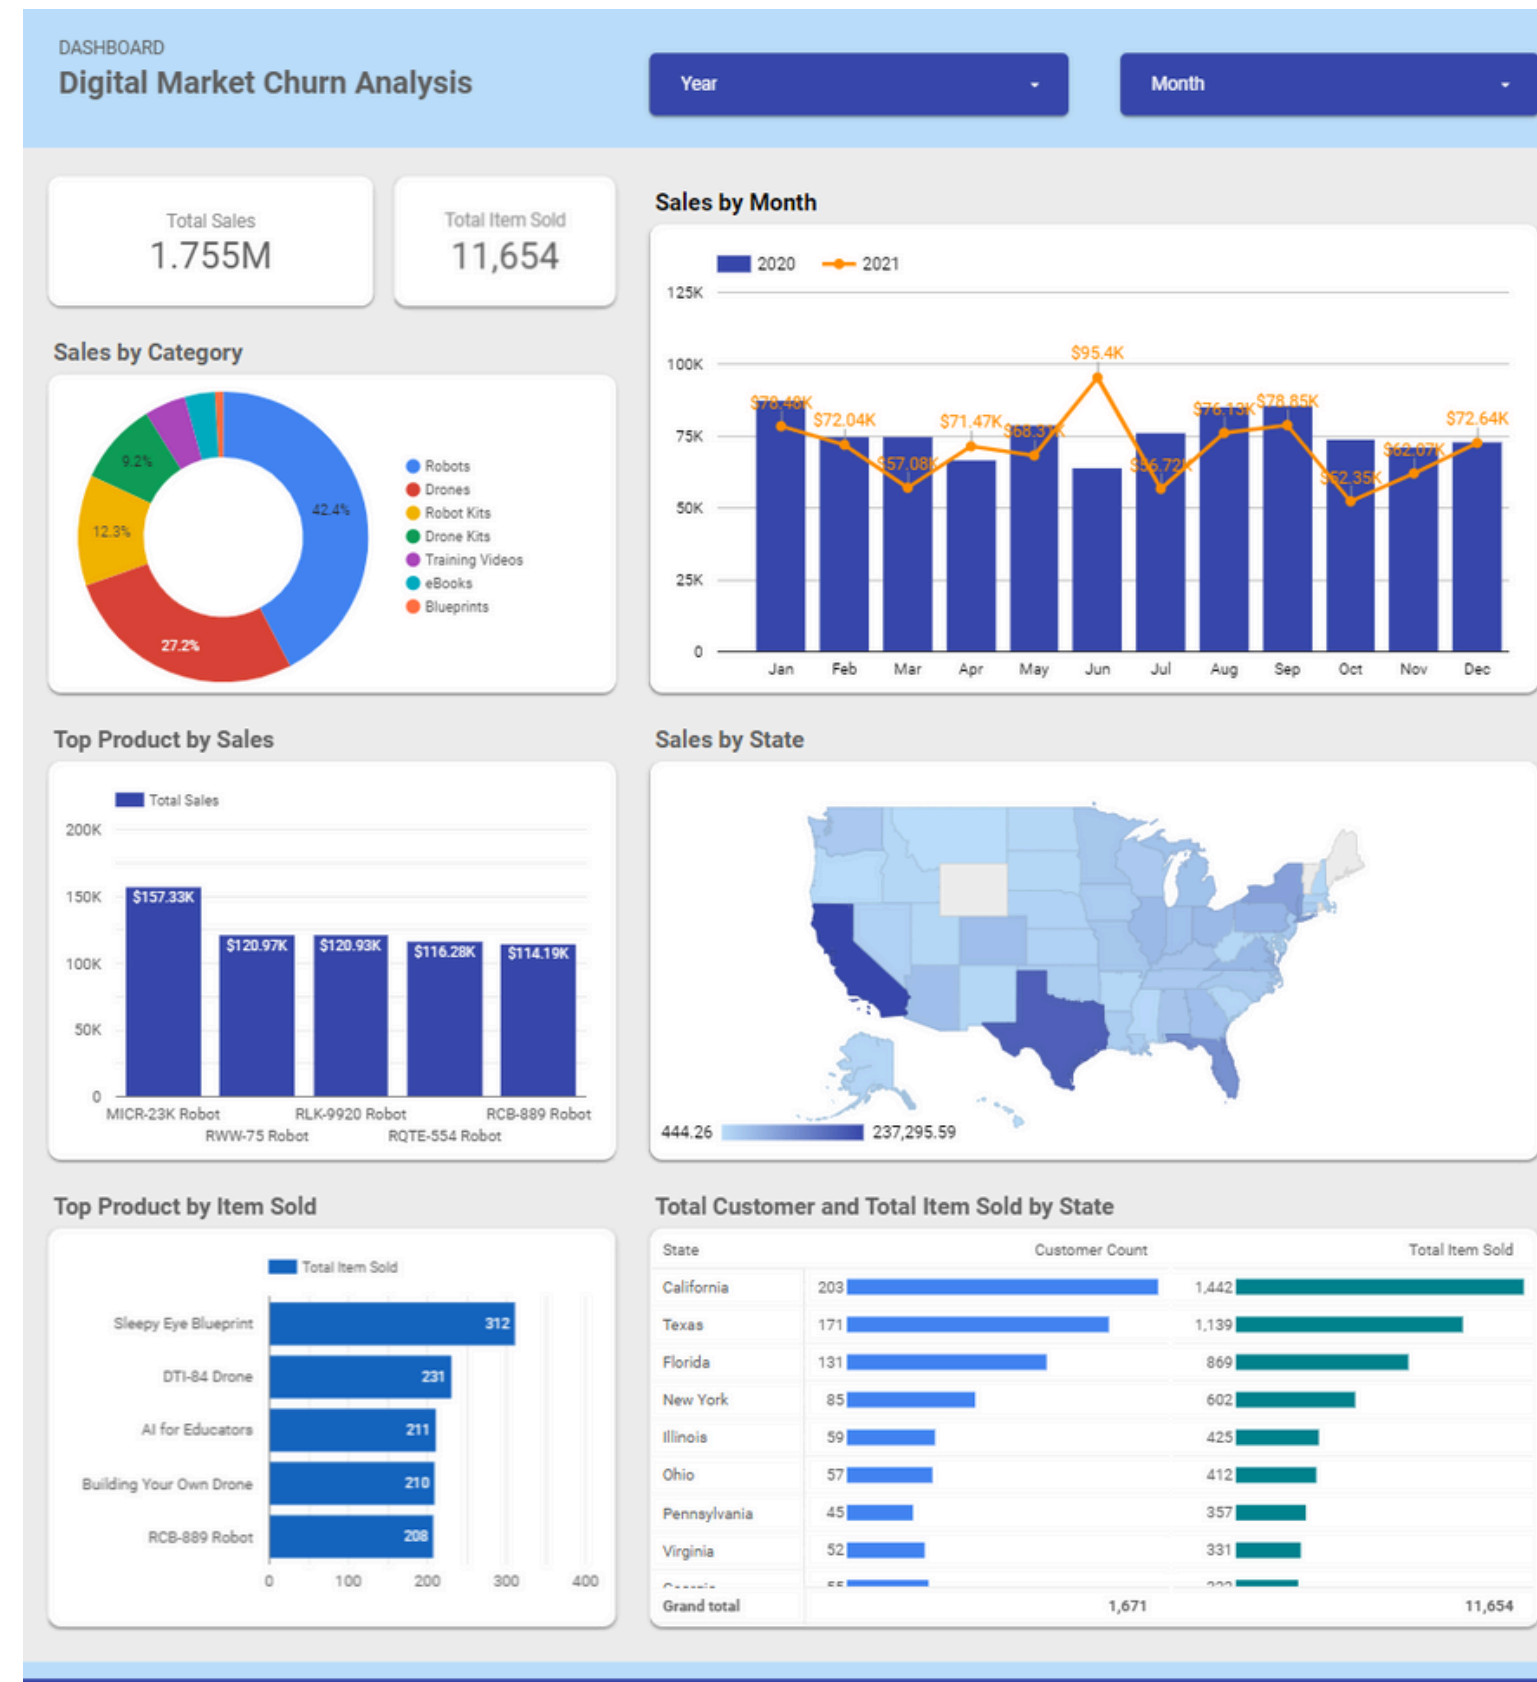 DASHBOARD
Digital Market Churn Analysis
Year
Month
Total Sales
1.755M
Total Item Sold
11,654
Sales by Category
9.2%
42.4%
12.3%
27.2%
Robots
Drones
Robot Kits
Drone Kits
Training Videos
eBooks
Blueprints
Sales by Month
2020 2021
125K
100K
75K
50K
25K
0
$78.48K
$72.04K
$57.08K
$71.47K
$68.31K
$95.4K
$56.72K
$76.13K
$78.85K
$52.35K
$62.07K
$72.64K
Jan Feb Mar Apr May Jun Jul Aug Sep Oct Nov Dec
Top Product by Sales
Total Sales
200K
150K
100K
50K
0
$157.33K
$120.97K
$120.93K
$116.28K
$114.19K
MICR-23K Robot RLK-9920 Robot RCB-889 Robot
RWW-75 Robot RQTE-554 Robot
Sales by State
444.26 237,295.59
Top Product by Item Sold
Total Item Sold
Sleepy Eye Blueprint 312
DTI-84 Drone 231
AI for Educators 211
Building Your Own Drone 210
RCB-889 Robot 208
0 100 200 300 400
Total Customer and Total Item Sold by State
State Customer Count Total Item Sold
California 203 1,442
Texas 171 1,139
Florida 131 869
New York 85 602
Illinois 59 425
Ohio 57 412
Pennsylvania 45 357
Virginia 52 331
Grand total 1,671 11,654